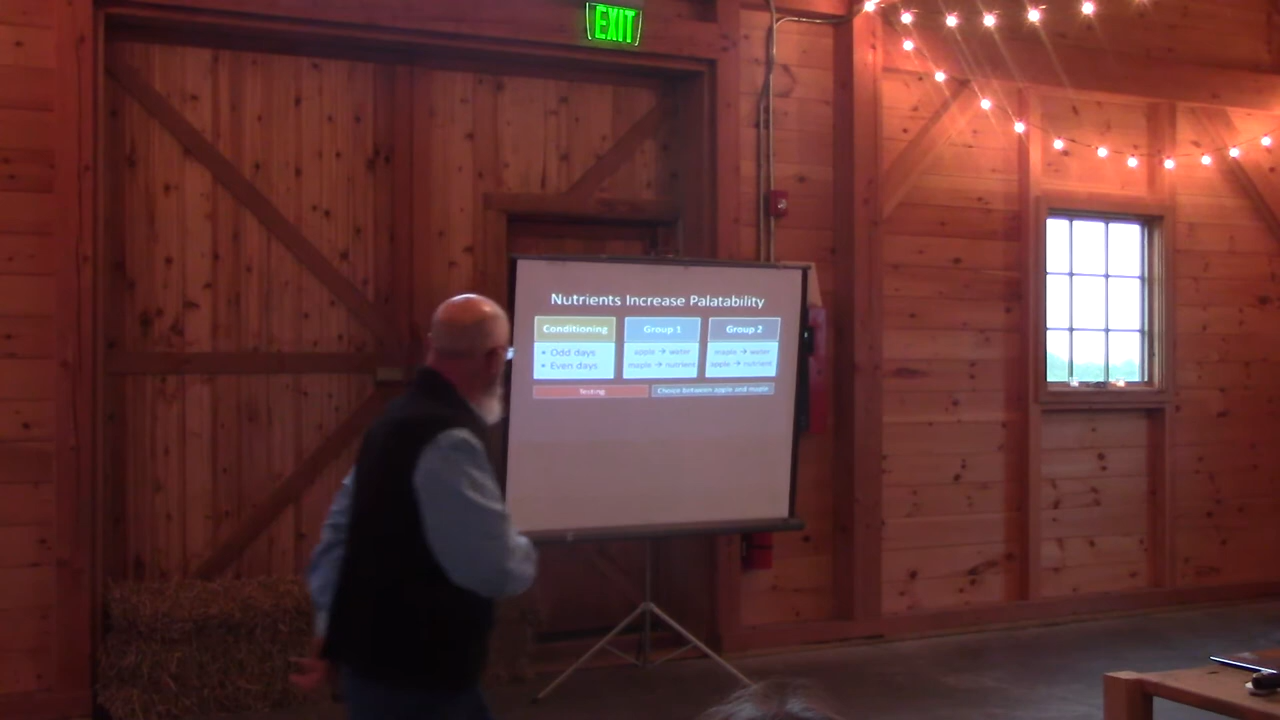 EXIT
Nutrients Increase Palatability
Conditioning
Group 1
Group 2
• Odd days
• Even days
apple → water
maple → nutrient
maple → water
apple → nutrient
Testing
Choice between apple and maple